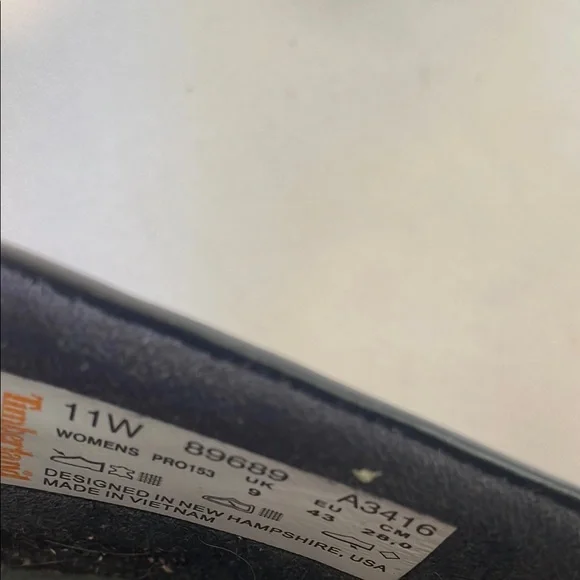 Timberland
11W 89689 A3416
WOMENS PRO153 UK EU CM
9 43 28.0
DESIGNED IN NEW HAMPSHIRE, USA
MADE IN VIETNAM